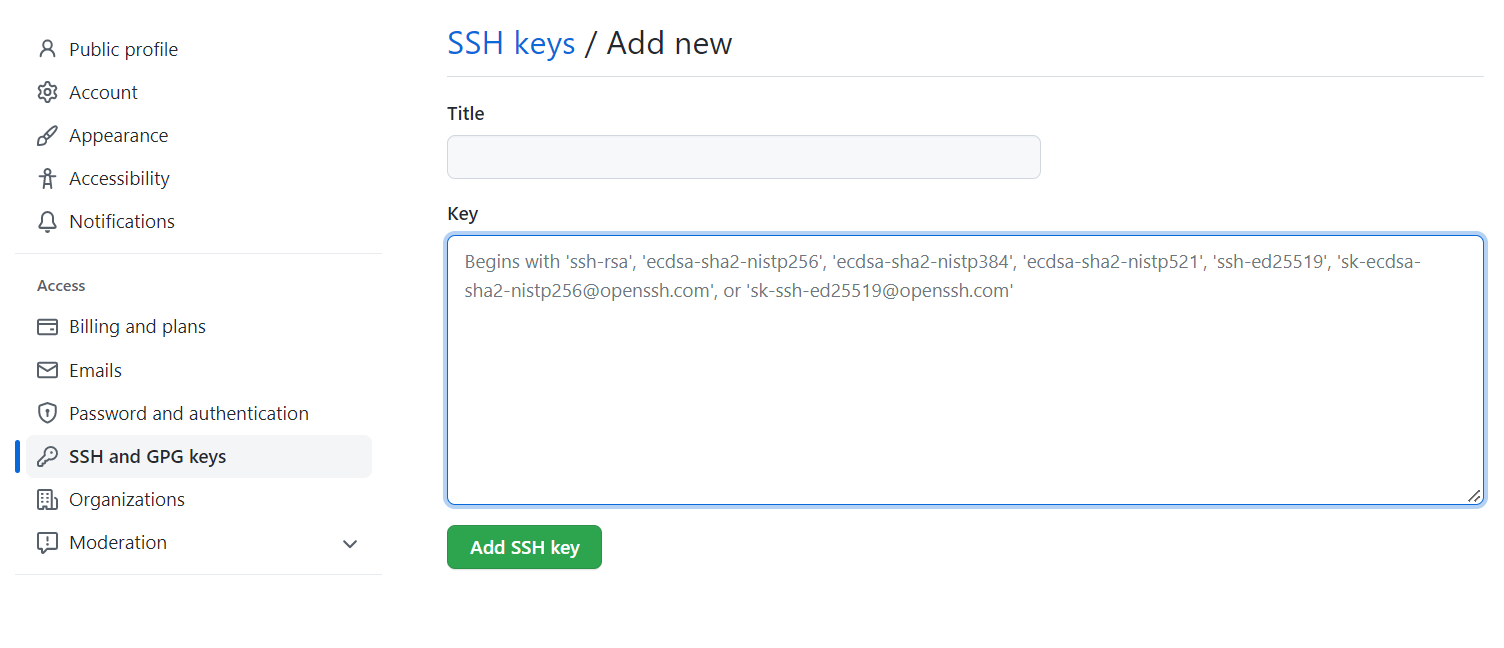 Public profile
Account
Appearance
Accessibility
Notifications
Access
Billing and plans
Emails
Password and authentication
SSH and GPG keys
Organizations
Moderation
SSH keys / Add new
Title
Key
Begins with 'ssh-rsa', 'ecdsa-sha2-nistp256', 'ecdsa-sha2-nistp384', 'ecdsa-sha2-nistp521', 'ssh-ed25519', 'sk-ecdsa-
sha2-nistp256@openssh.com', or 'sk-ssh-ed25519@openssh.com'
Add SSH key